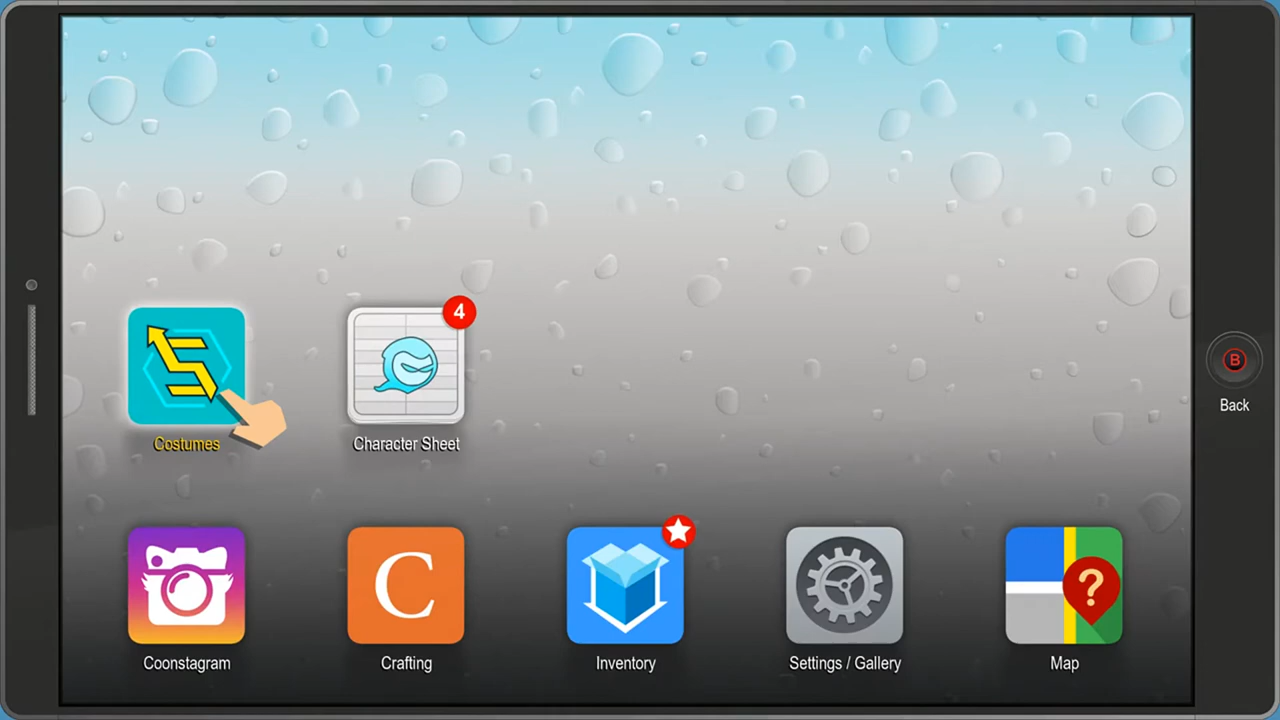 4
Costumes
Character Sheet
B
Back
C
?
Coonstagram
Crafting
Inventory
Settings / Gallery
Map